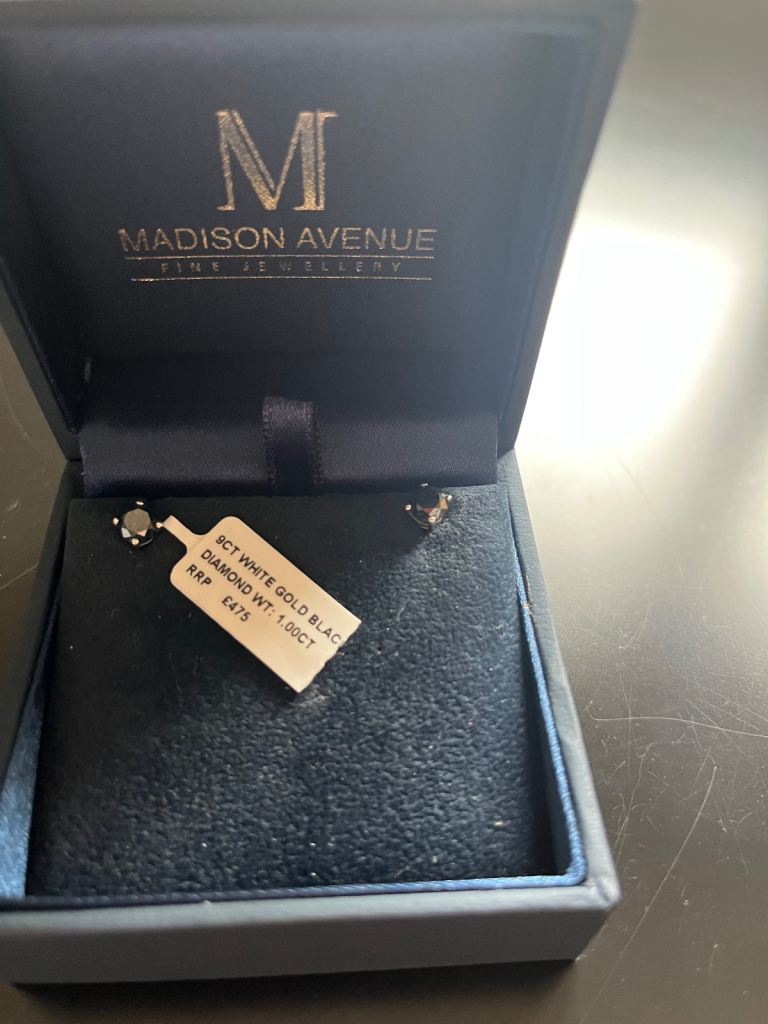 M
MADISON AVENUE
FINE JEWELLERY
9CT WHITE GOLD BLAC
DIAMOND WT: 1.00CT
RRP £475